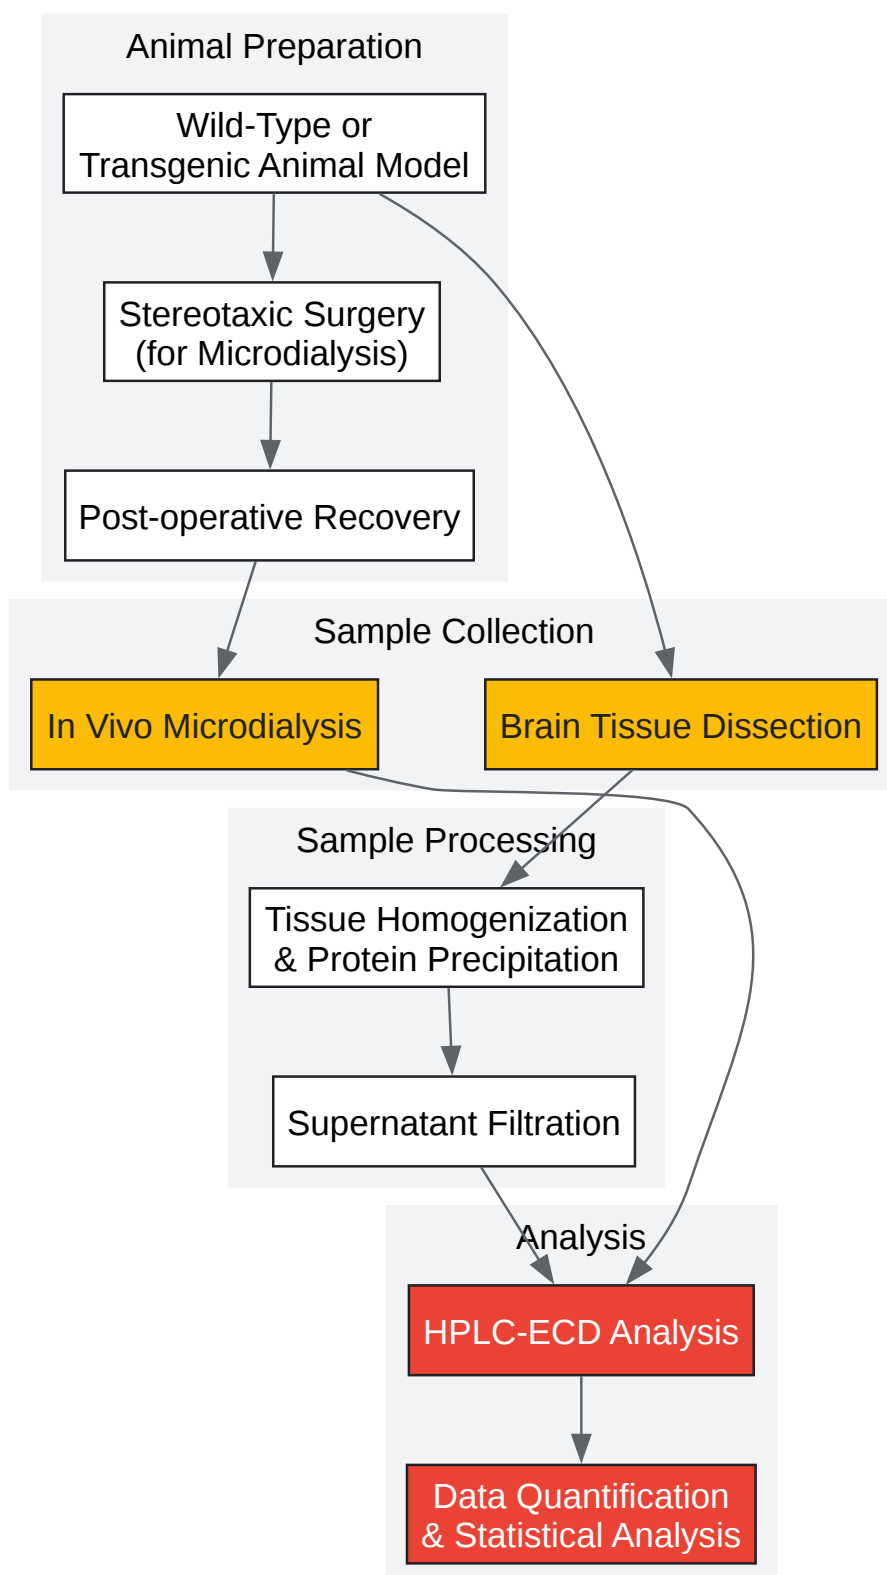 Animal Preparation
Wild-Type or
Transgenic Animal Model
Stereotaxic Surgery
(for Microdialysis)
Post-operative Recovery
Sample Collection
In Vivo Microdialysis
Brain Tissue Dissection
Sample Processing
Tissue Homogenization
& Protein Precipitation
Supernatant Filtration
Analysis
HPLC-ECD Analysis
Data Quantification
& Statistical Analysis